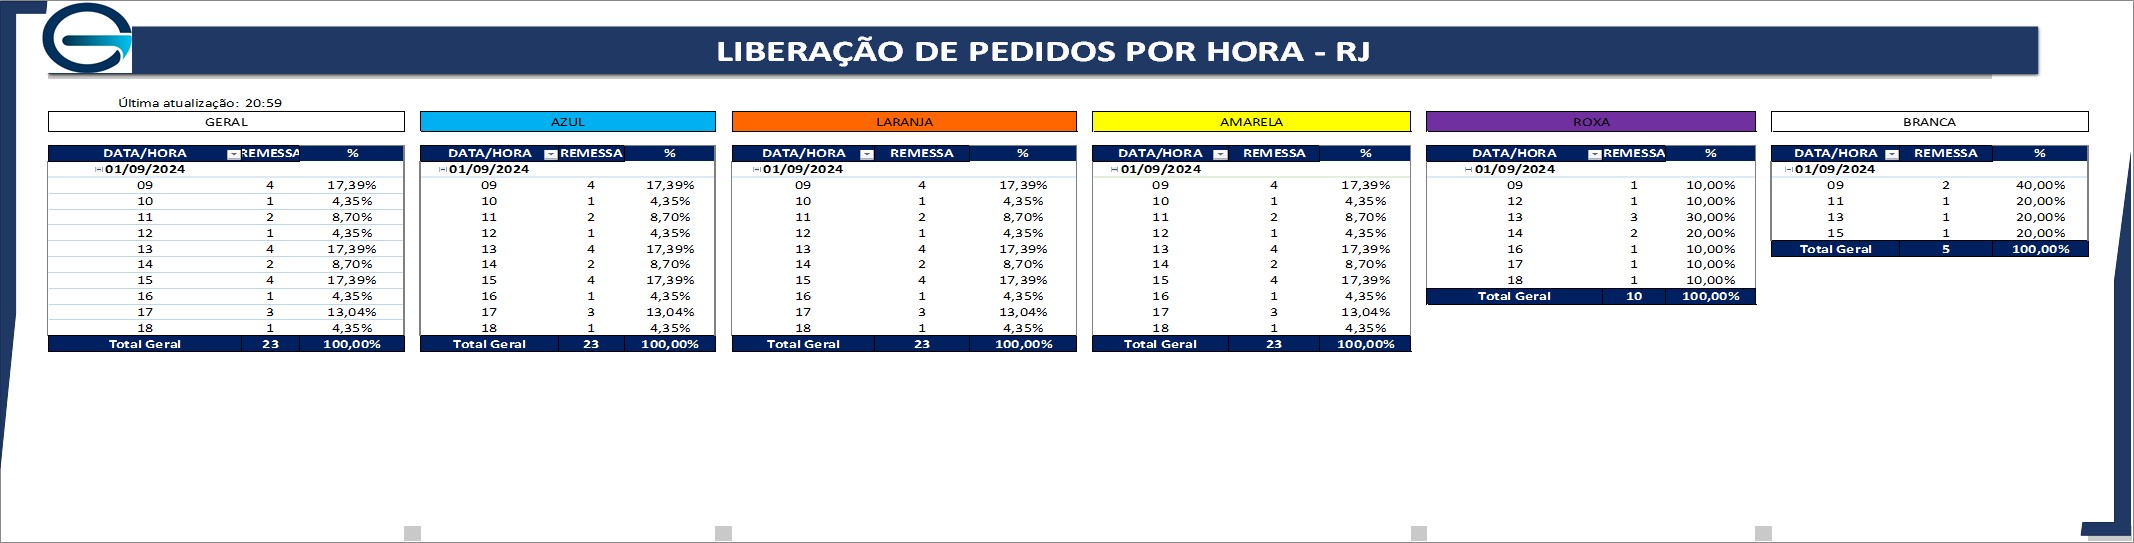 LIBERAÇÃO DE PEDIDOS POR HORA - RJ
Última atualização: 20:59
GERAL
DATA/HORA REMESSA %
01/09/2024
09 4 17,39%
10 1 4,35%
11 2 8,70%
12 1 4,35%
13 4 17,39%
14 2 8,70%
15 4 17,39%
16 1 4,35%
17 3 13,04%
18 1 4,35%
Total Geral 23 100,00%
AZUL
DATA/HORA REMESSA %
01/09/2024
09 4 17,39%
10 1 4,35%
11 2 8,70%
12 1 4,35%
13 4 17,39%
14 2 8,70%
15 4 17,39%
16 1 4,35%
17 3 13,04%
18 1 4,35%
Total Geral 23 100,00%
LARANJA
DATA/HORA REMESSA %
01/09/2024
09 4 17,39%
10 1 4,35%
11 2 8,70%
12 1 4,35%
13 4 17,39%
14 2 8,70%
15 4 17,39%
16 1 4,35%
17 3 13,04%
18 1 4,35%
Total Geral 23 100,00%
AMARELA
DATA/HORA REMESSA %
01/09/2024
09 4 17,39%
10 1 4,35%
11 2 8,70%
12 1 4,35%
13 4 17,39%
14 2 8,70%
15 4 17,39%
16 1 4,35%
17 3 13,04%
18 1 4,35%
Total Geral 23 100,00%
ROXA
DATA/HORA REMESSA %
01/09/2024
09 1 10,00%
12 1 10,00%
13 3 30,00%
14 2 20,00%
16 1 10,00%
17 1 10,00%
18 1 10,00%
Total Geral 10 100,00%
BRANCA
DATA/HORA REMESSA %
01/09/2024
09 2 40,00%
11 1 20,00%
13 1 20,00%
15 1 20,00%
Total Geral 5 100,00%